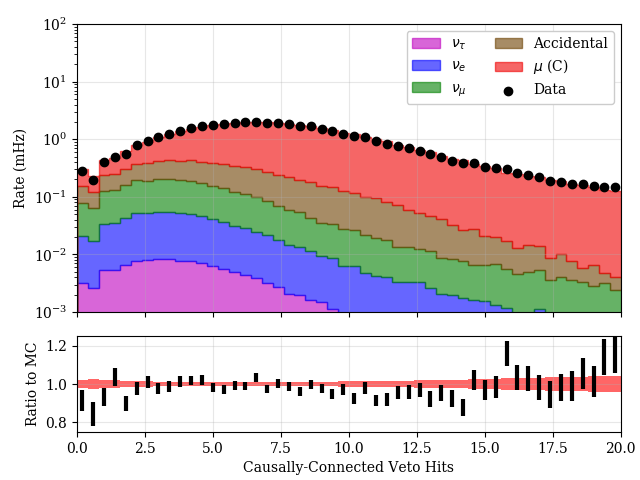 10²
10¹
10⁰
10⁻¹
10⁻²
10⁻³
Rate (mHz)
ν_τ
ν_e
ν_μ
Accidental
μ (C)
Data
1.2
1.0
0.8
Ratio to MC
0.0 2.5 5.0 7.5 10.0 12.5 15.0 17.5 20.0
Causally-Connected Veto Hits